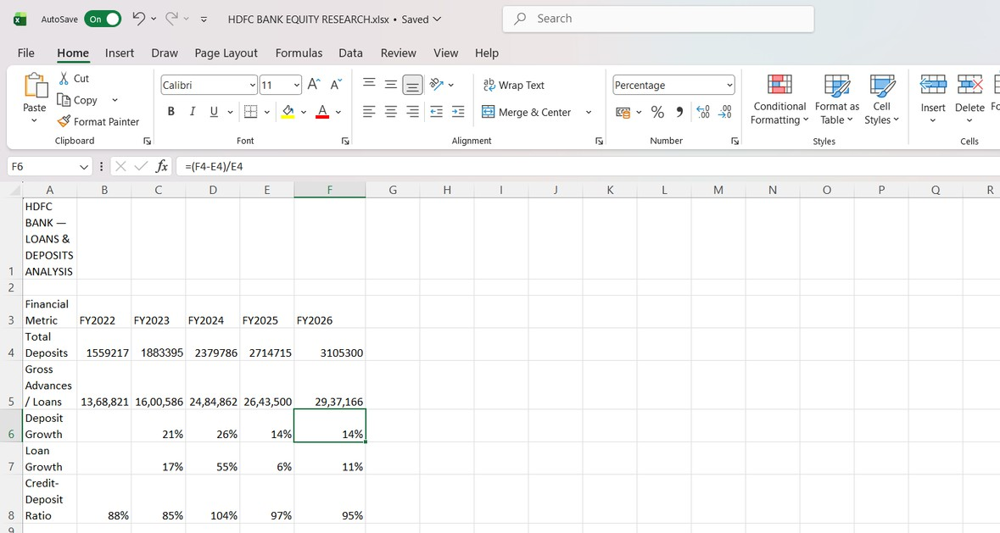 AutoSave On HDFC BANK EQUITY RESEARCH.xlsx • Saved Search
File Home Insert Draw Page Layout Formulas Data Review View Help
Paste Cut Copy Format Painter Clipboard
Calibri 11 A A B I U A Font
ab Wrap Text Merge & Center Alignment
Percentage % , .00 .00 Number
Conditional Formatting Format as Table Cell Styles Styles
Insert Delete Fo Cells
F6 fx =(F4-E4)/E4
A B C D E F G H I J K L M N O P Q R
1 HDFC
BANK —
LOANS &
DEPOSITS
ANALYSIS
2
3 Financial
Metric FY2022 FY2023 FY2024 FY2025 FY2026
4 Total
Deposits 1559217 1883395 2379786 2714715 3105300
5 Gross
Advances
/ Loans 13,68,821 16,00,586 24,84,862 26,43,500 29,37,166
6 Deposit
Growth 21% 26% 14% 14%
7 Loan
Growth 17% 55% 6% 11%
8 Credit-
Deposit
Ratio 88% 85% 104% 97% 95%
9